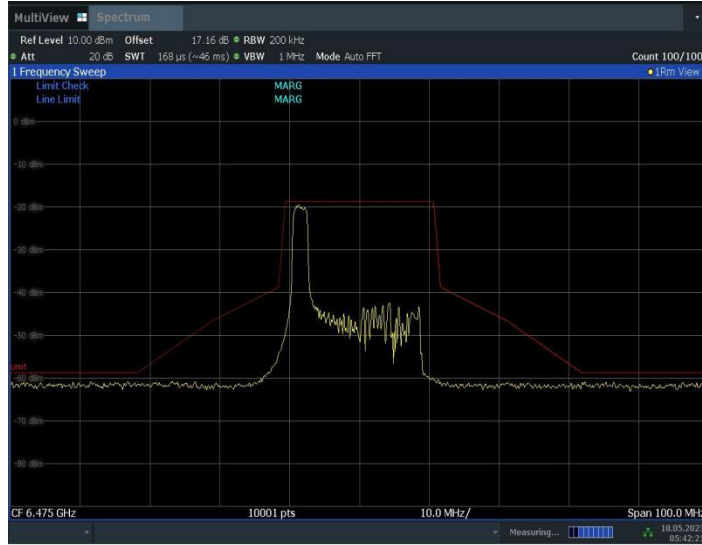 MultiView Spectrum
Ref Level 10.00 dBm Offset 17.16 dB RBW 200 kHz
Att 20 dB SWT 168 µs (~46 ms) VBW 1 MHz Mode Auto FFT Count 100/100
1 Frequency Sweep 1Rm View
Limit Check MARG
Line Limit MARG
0 dBm
-10 dBm
-20 dBm
-30 dBm
-40 dBm
-50 dBm
Limit
-60 dBm
-70 dBm
-80 dBm
CF 6.475 GHz 10001 pts 10.0 MHz/ Span 100.0 MHz
Measuring... 18.05.202
05:42:2